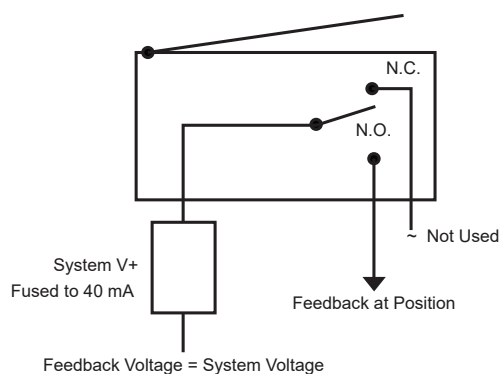 N.C.
N.O.
~ Not Used
System V+
Fused to 40 mA
Feedback at Position
Feedback Voltage = System Voltage